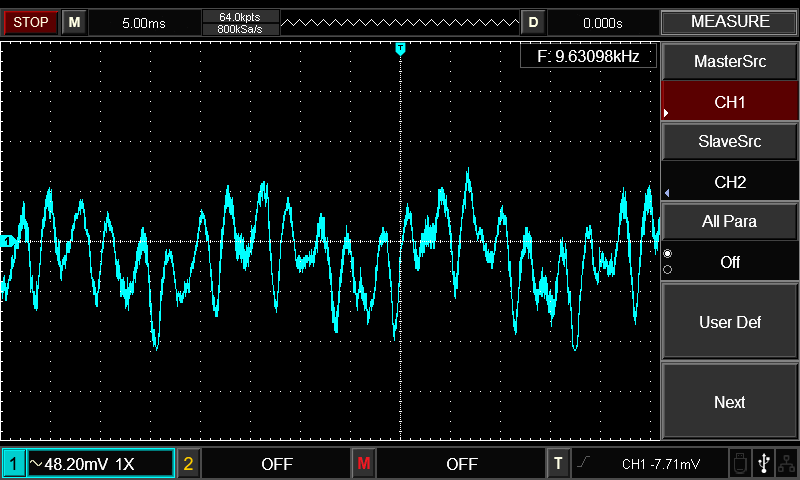 STOP M 5.00ms 64.0kpts D 0.000s MEASURE
800kSa/s
T
F: 9.63098kHz
MasterSrc
CH1
SlaveSrc
CH2
1
All Para
Off
User Def
Next
1 ~48.20mV 1X 2 OFF M OFF T CH1 -7.71mV